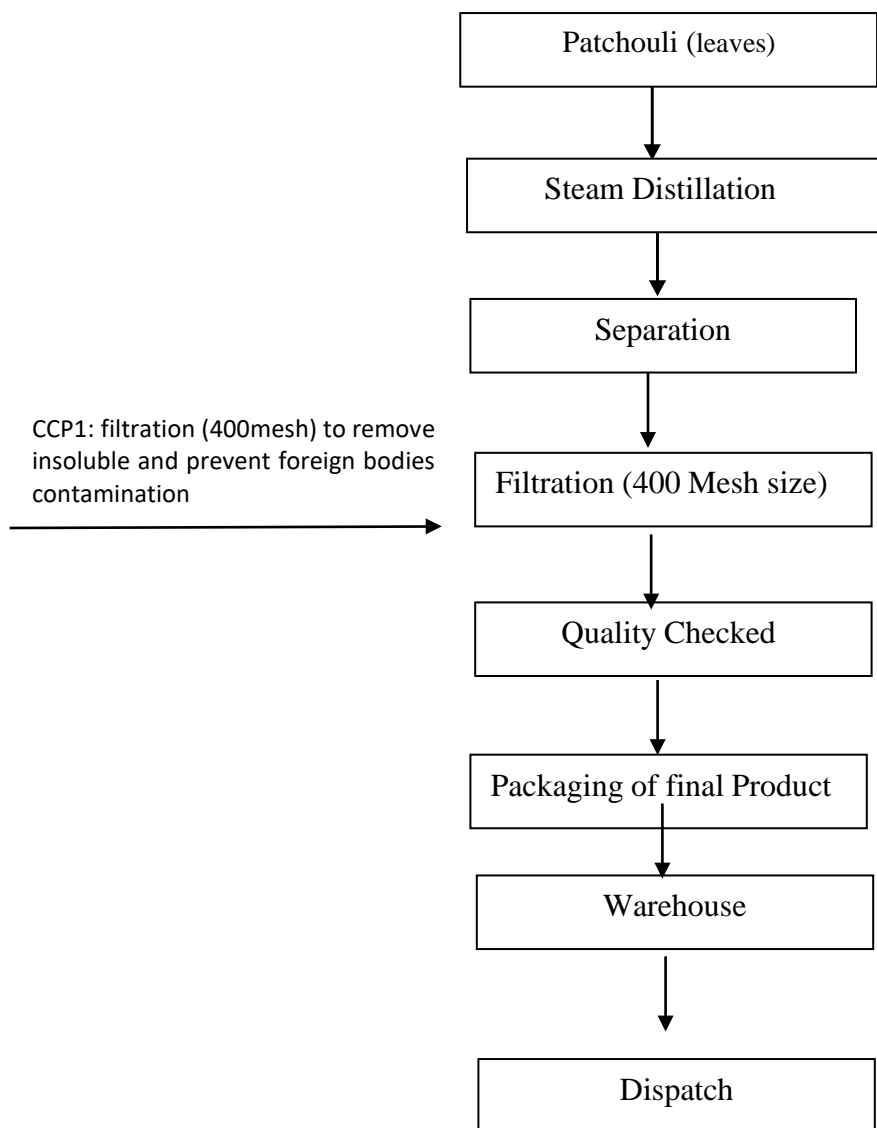 Patchouli (leaves)
Steam Distillation
Separation
CCP1: filtration (400mesh) to remove
insoluble and prevent foreign bodies
contamination
Filtration (400 Mesh size)
Quality Checked
Packaging of final Product
Warehouse
Dispatch